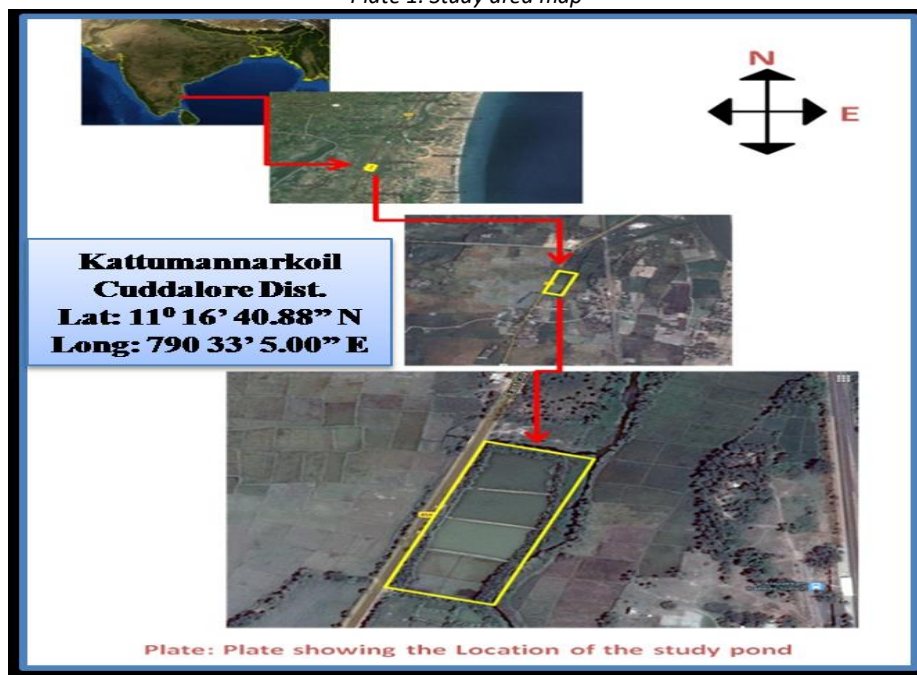 Plate 1. Study area map
N
E
Kattumannarkoil
Cuddalore Dist.
Lat: 11⁰ 16’ 40.88” N
Long: 790 33’ 5.00” E
Plate: Plate showing the Location of the study pond